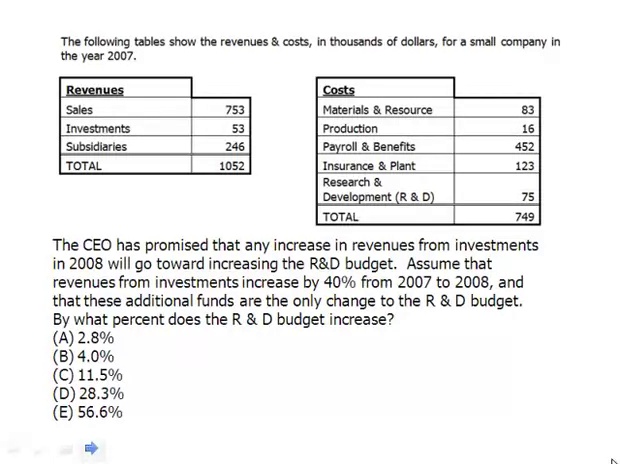 The following tables show the revenues & costs, in thousands of dollars, for a small company in
the year 2007.
Revenues
Sales 753
Investments 53
Subsidiaries 246
TOTAL 1052
Costs
Materials & Resource 83
Production 16
Payroll & Benefits 452
Insurance & Plant 123
Research &
Development (R & D) 75
TOTAL 749
The CEO has promised that any increase in revenues from investments
in 2008 will go toward increasing the R&D budget. Assume that
revenues from investments increase by 40% from 2007 to 2008, and
that these additional funds are the only change to the R & D budget.
By what percent does the R & D budget increase?
(A) 2.8%
(B) 4.0%
(C) 11.5%
(D) 28.3%
(E) 56.6%